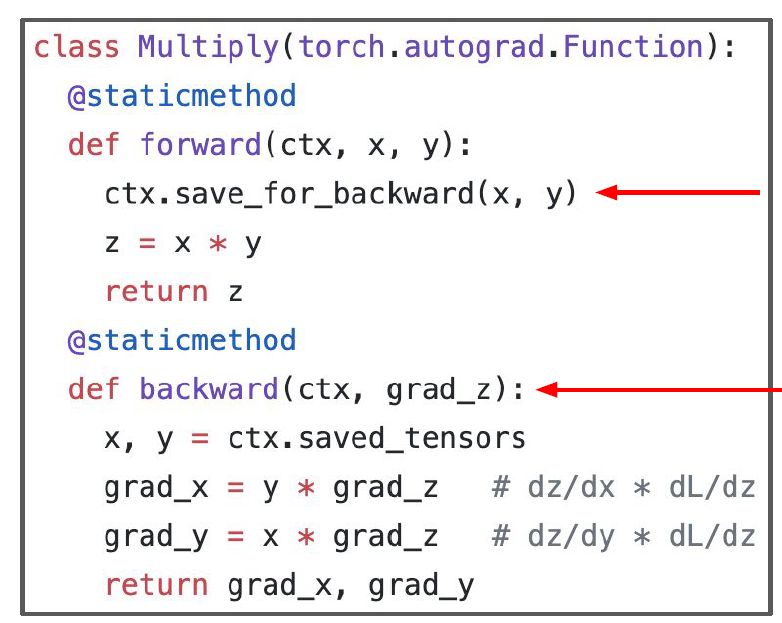 class Multiply(torch.autograd.Function):
@staticmethod
def forward(ctx, x, y):
ctx.save_for_backward(x, y)
z = x * y
return z
@staticmethod
def backward(ctx, grad_z):
x, y = ctx.saved_tensors
grad_x = y * grad_z # dz/dx * dL/dz
grad_y = x * grad_z # dz/dy * dL/dz
return grad_x, grad_y